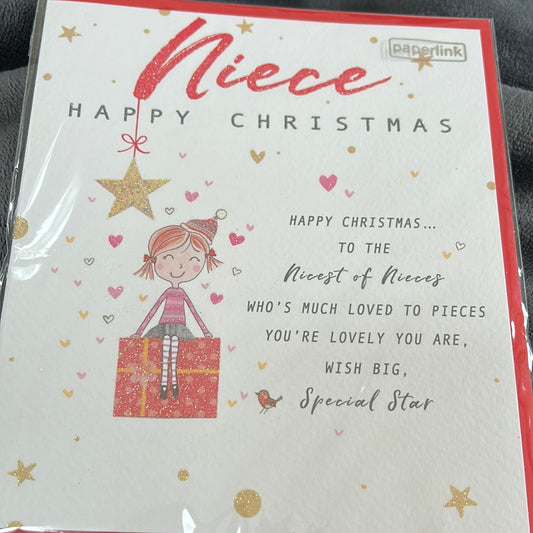 Niece
paperlink
HAPPY CHRISTMAS
HAPPY CHRISTMAS...
TO THE
Nicest of Nieces
WHO'S MUCH LOVED TO PIECES
YOU'RE LOVELY YOU ARE,
WISH BIG,
Special Star